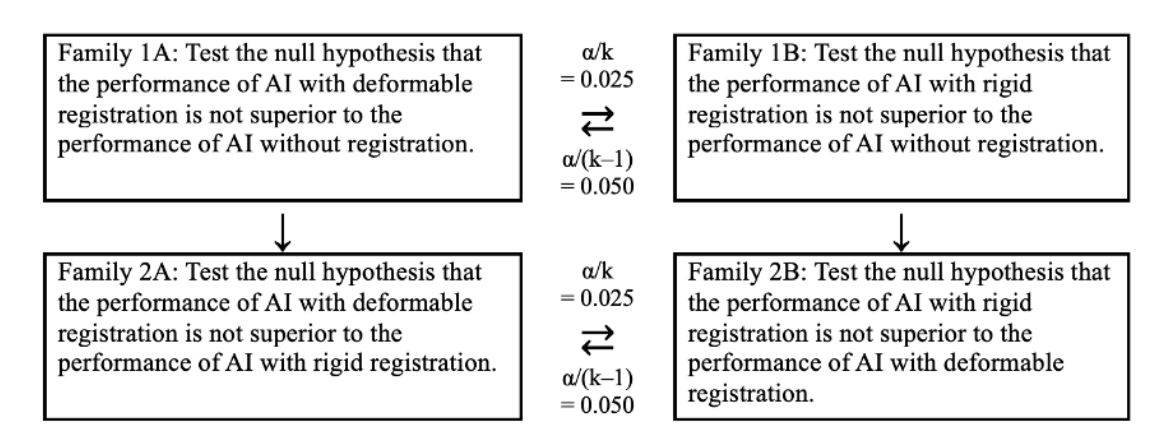 Family 1A: Test the null hypothesis that
the performance of AI with deformable
registration is not superior to the
performance of AI without registration.
α/k
= 0.025
⇄
α/(k–1)
= 0.050
Family 1B: Test the null hypothesis that
the performance of AI with rigid
registration is not superior to the
performance of AI without registration.
Family 2A: Test the null hypothesis that
the performance of AI with deformable
registration is not superior to the
performance of AI with rigid registration.
α/k
= 0.025
⇄
α/(k–1)
= 0.050
Family 2B: Test the null hypothesis that
the performance of AI with rigid
registration is not superior to the
performance of AI with deformable
registration.